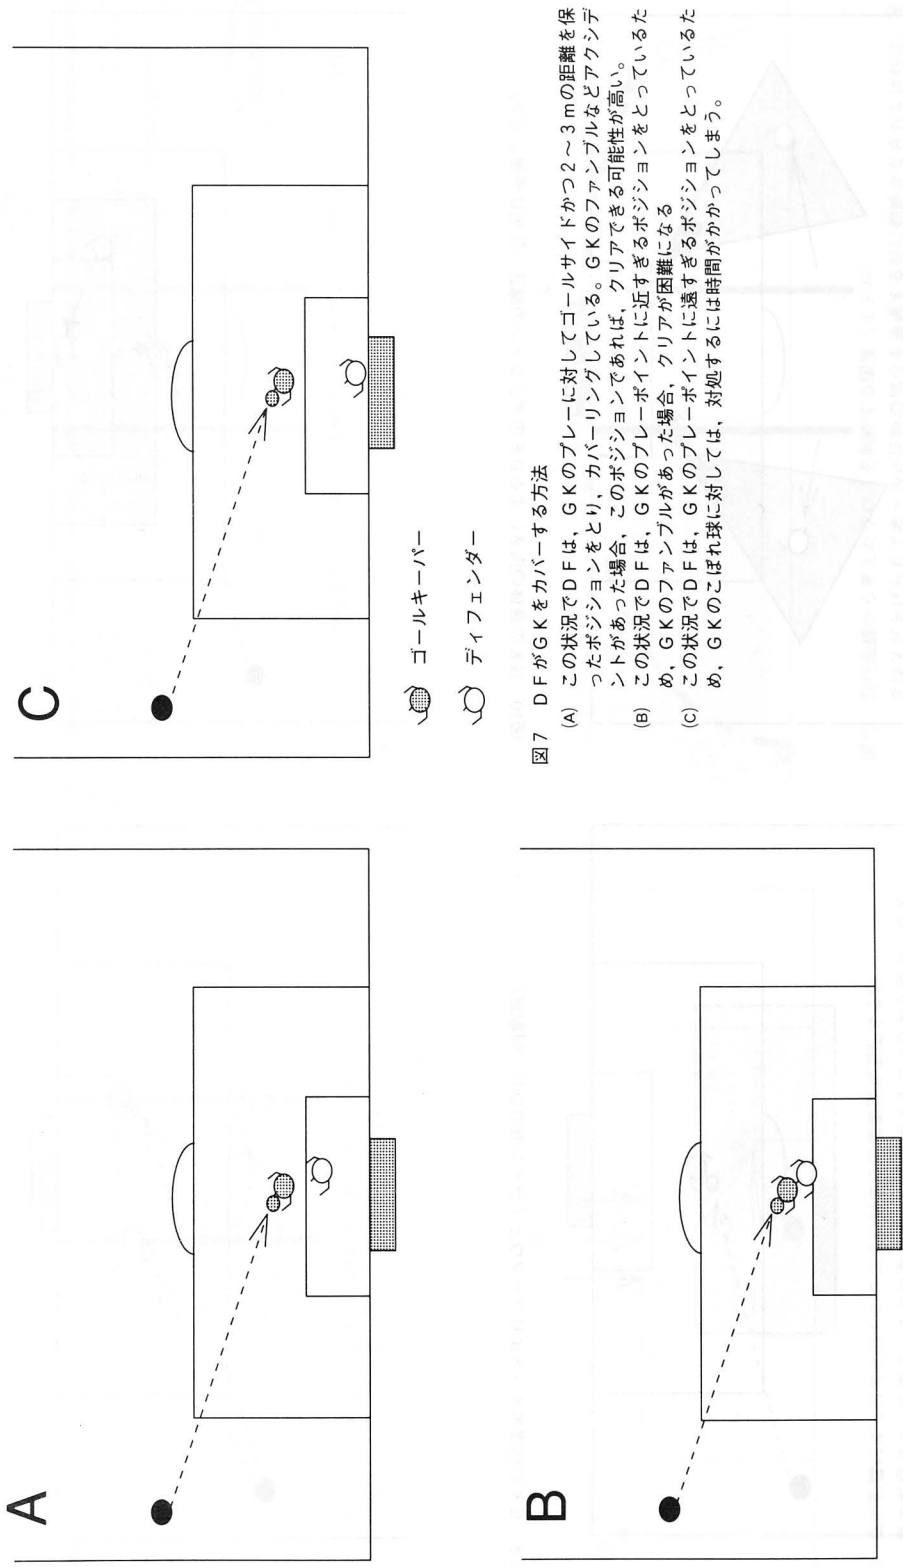 A
B
C
ゴールキーパー
ディフェンダー
図７　ＤＦがＧＫをカバーする方法
(A)　この状況でＤＦは，ＧＫのプレーに対してゴールサイドかつ２～３ｍの距離を保
ったポジションをとり，カバーリングしている。ＧＫのファンブルなどアクシデ
ントがあった場合，このポジションであれば，クリアできる可能性が高い。
(B)　この状況でＤＦは，ＧＫのプレーポイントに近すぎるポジションをとっているた
め，ＧＫのファンブルがあった場合，クリアが困難になる
(C)　この状況でＤＦは，ＧＫのプレーポイントに遠すぎるポジションをとっているた
め，ＧＫのこぼれ球に対しては，対処するには時間がかかってしまう。